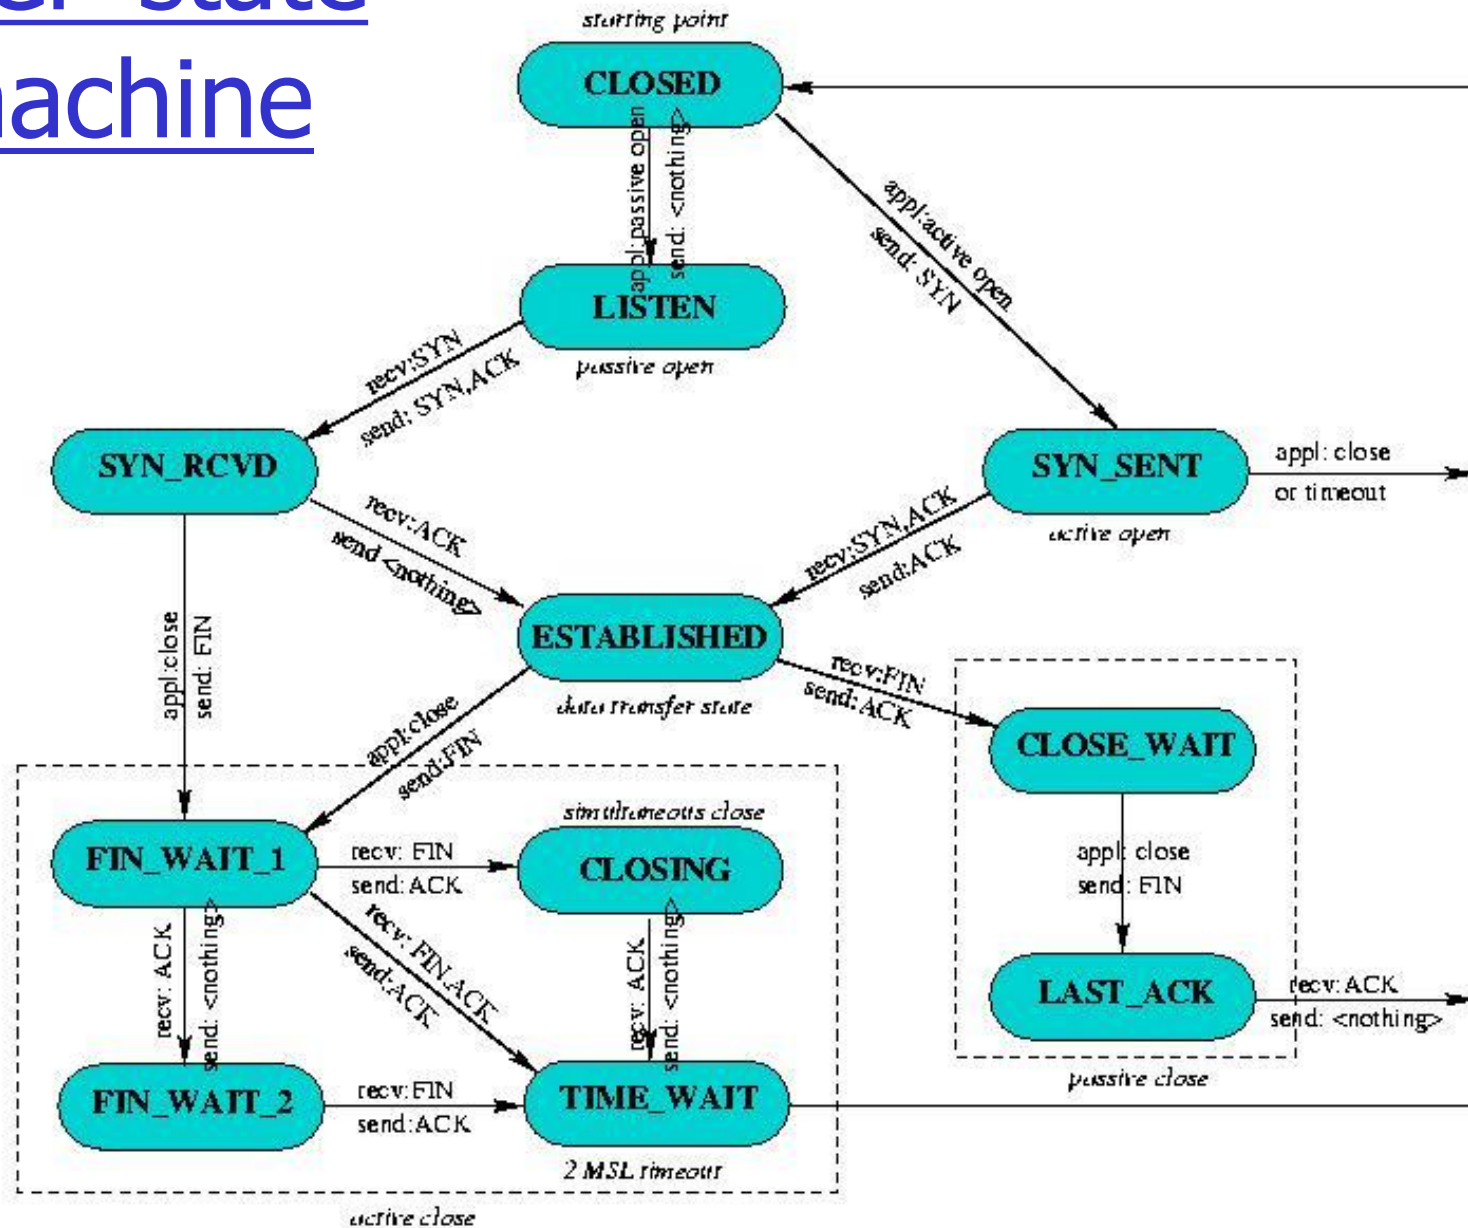 er state
machine
starting point
CLOSED
appl:passive open
send: <nothing>
appl:active open
send: SYN
LISTEN
passive open
recv:SYN
send: SYN,ACK
SYN_RCVD
SYN_SENT
appl: close
or timeout
active open
recv:ACK
send <nothing>
recv:SYN,ACK
send:ACK
appl:close
send: FIN
ESTABLISHED
data transfer state
recv:FIN
send:ACK
appl:close
send:FIN
CLOSE_WAIT
simultaneous close
FIN_WAIT_1
recv: FIN
send:ACK
CLOSING
appl: close
send: FIN
recv: ACK
send: <nothing>
recv: FIN,ACK
send:ACK
recv: ACK
send: <nothing>
LAST_ACK
recv: ACK
send: <nothing>
FIN_WAIT_2
recv:FIN
send:ACK
TIME_WAIT
passive close
2 MSL timeout
active close